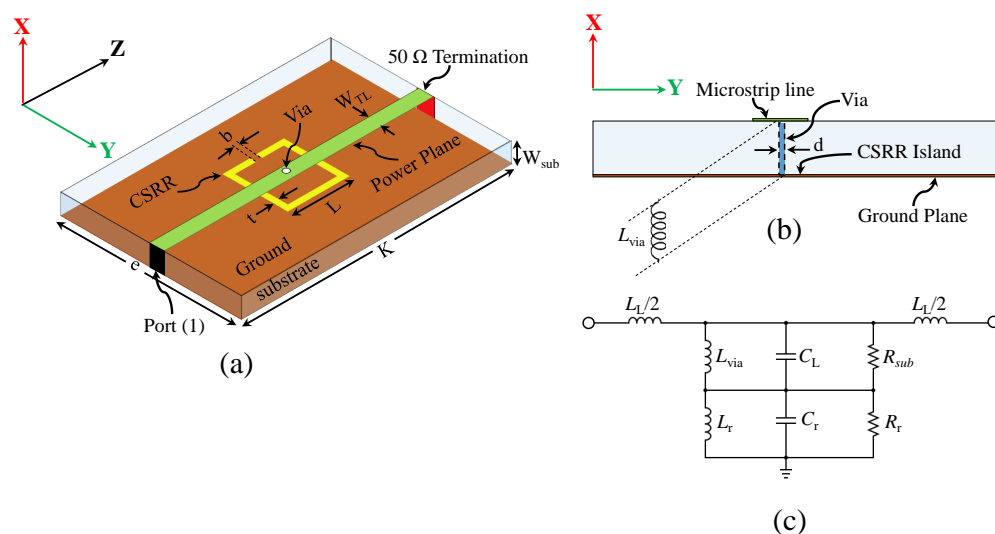 X
Z
Y
50 Ω Termination
W_TL
Via
b
CSRR
Power Plane
W_sub
t
L
Ground
K
substrate
e
Port (1)
(a)
X
Y
Microstrip line
Via
d
CSRR Island
Ground Plane
L_via
(b)
L_L/2
L_L/2
L_via
C_L
R_sub
L_r
C_r
R_r
(c)